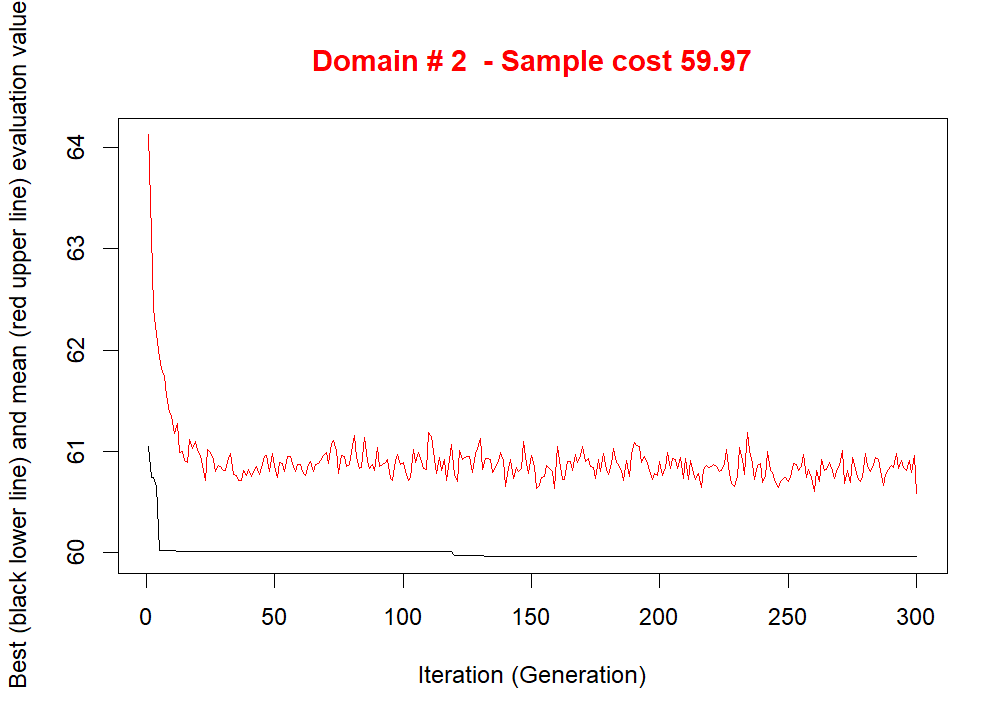 Domain # 2  - Sample cost 59.97
Best (black lower line) and mean (red upper line) evaluation value
64
63
62
61
60
0 50 100 150 200 250 300
Iteration (Generation)